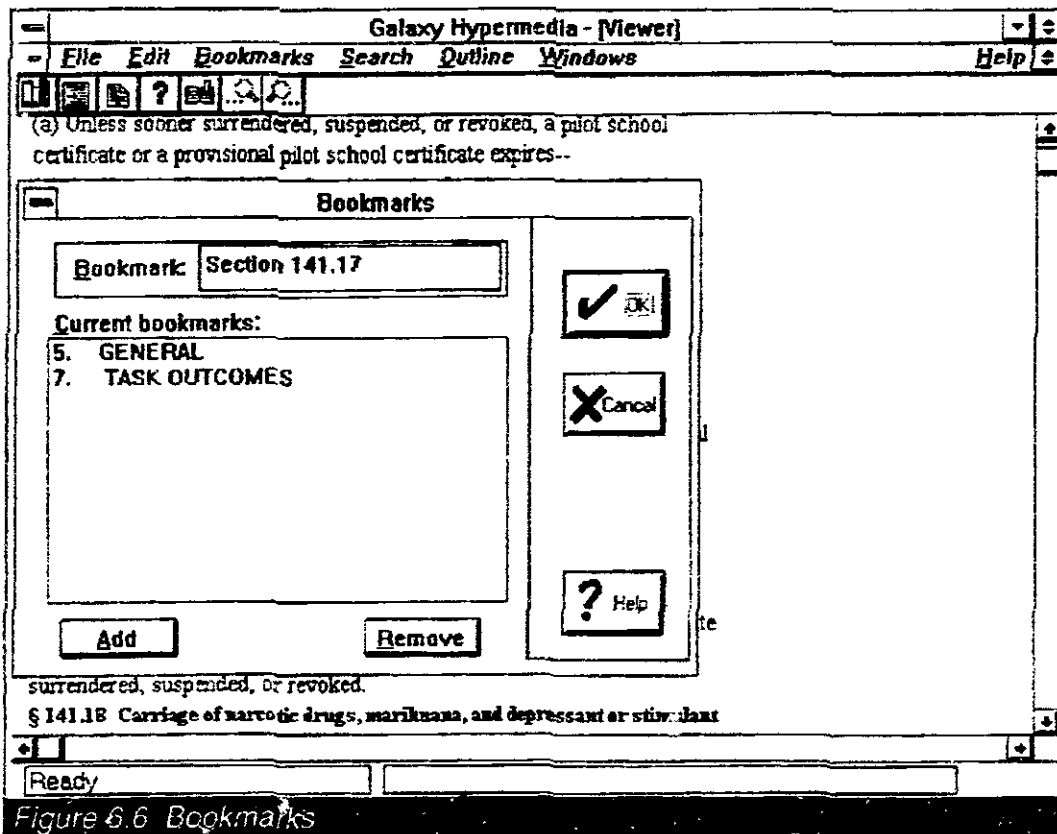 Galaxy Hypermedia - [Viewer]
File Edit Bookmarks Search Outline Windows Help
(a) Unless sooner surrendered, suspended, or revoked, a pilot school
certificate or a provisional pilot school certificate expires--
Bookmarks
Bookmark: Section 141.17
OK
Current bookmarks:
5. GENERAL
7. TASK OUTCOMES
Cancel
l
? Help
te
Add Remove
surrendered, suspended, or revoked.
§ 141.18 Carriage of narcotic drugs, marihuana, and depressant or stimulant
Ready
Figure 6.6 Bookmarks